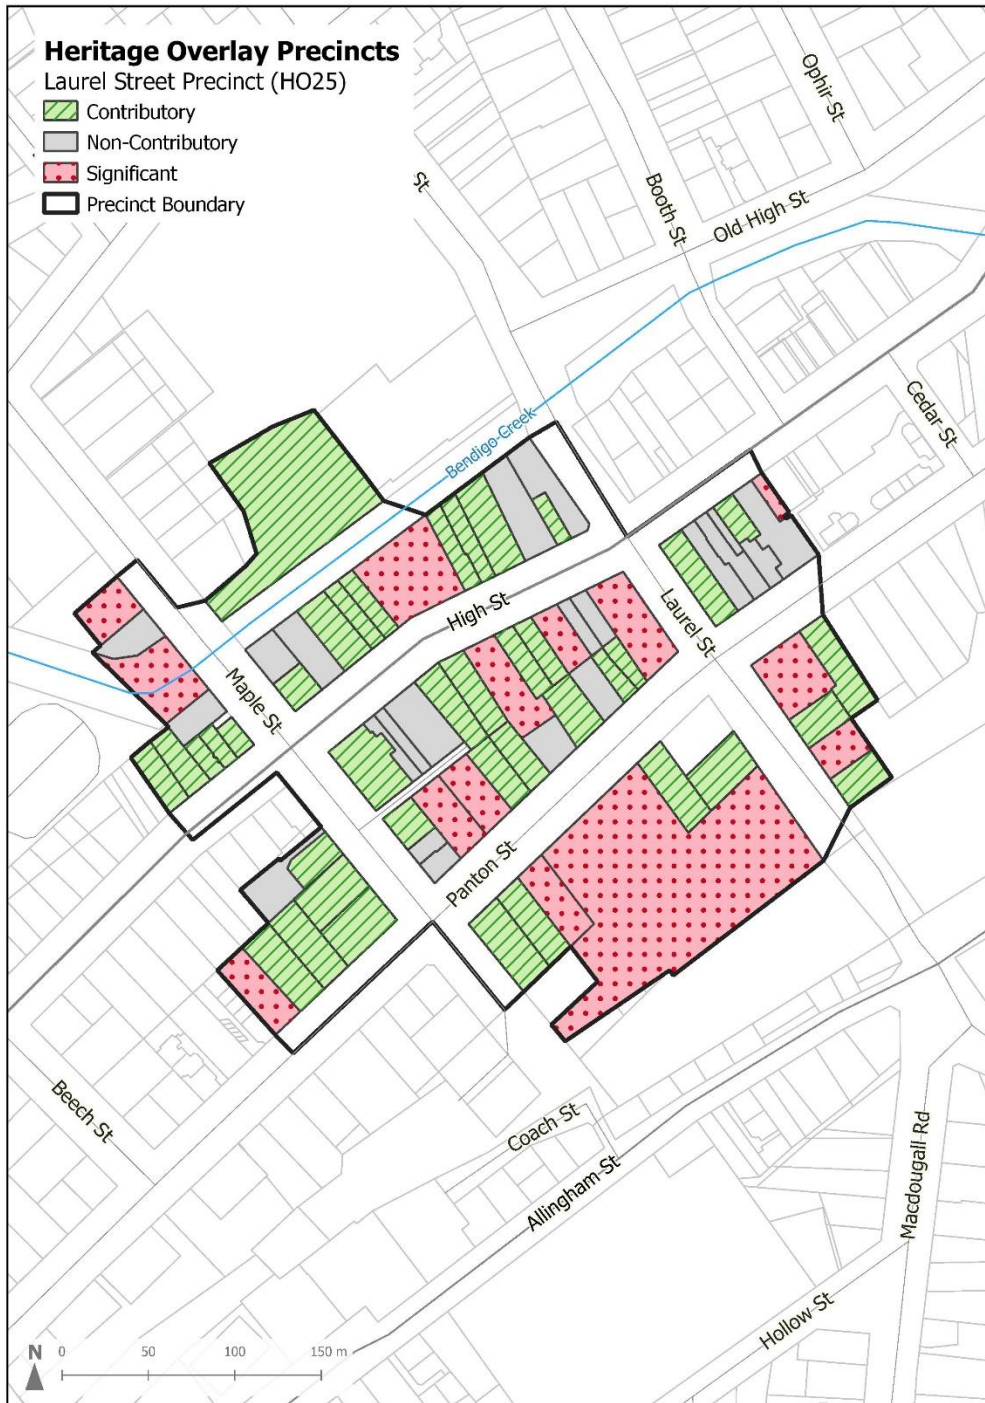 Heritage Overlay Precincts
Laurel Street Precinct (HO25)
Contributory
Non-Contributory
Significant
Precinct Boundary
St
Ophir St
Booth St
Old High St
Cedar St
Bendigo Creek
High St
Laurel St
Maple St
Panton St
Beech St
Coach St
Allingham St
Macdougall Rd
Hollow St
N
0 50 100 150 m